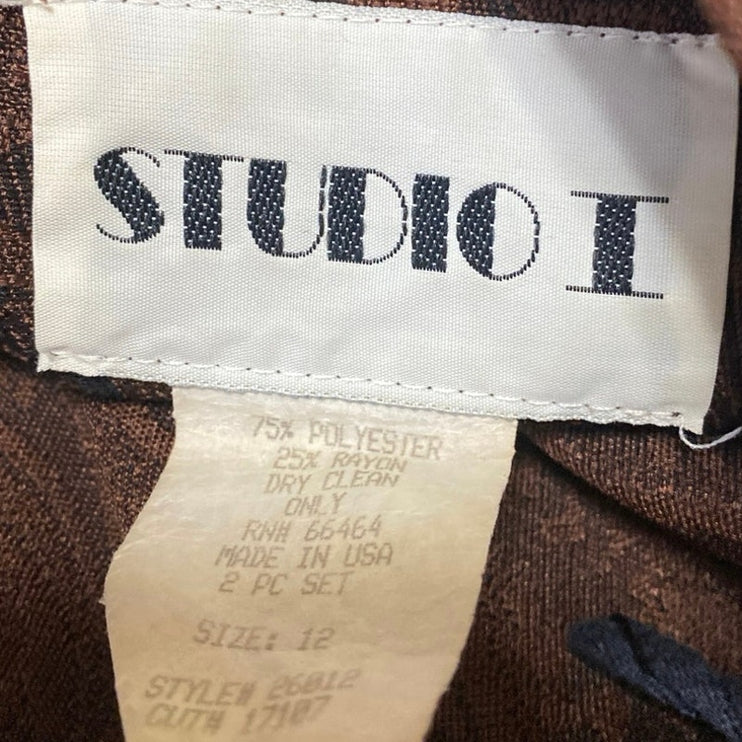 STUDIO I
75% POLYESTER
25% RAYON
DRY CLEAN
ONLY
RN# 66464
MADE IN USA
2 PC SET
SIZE: 12
STYLE# 26012
CUT# 17107